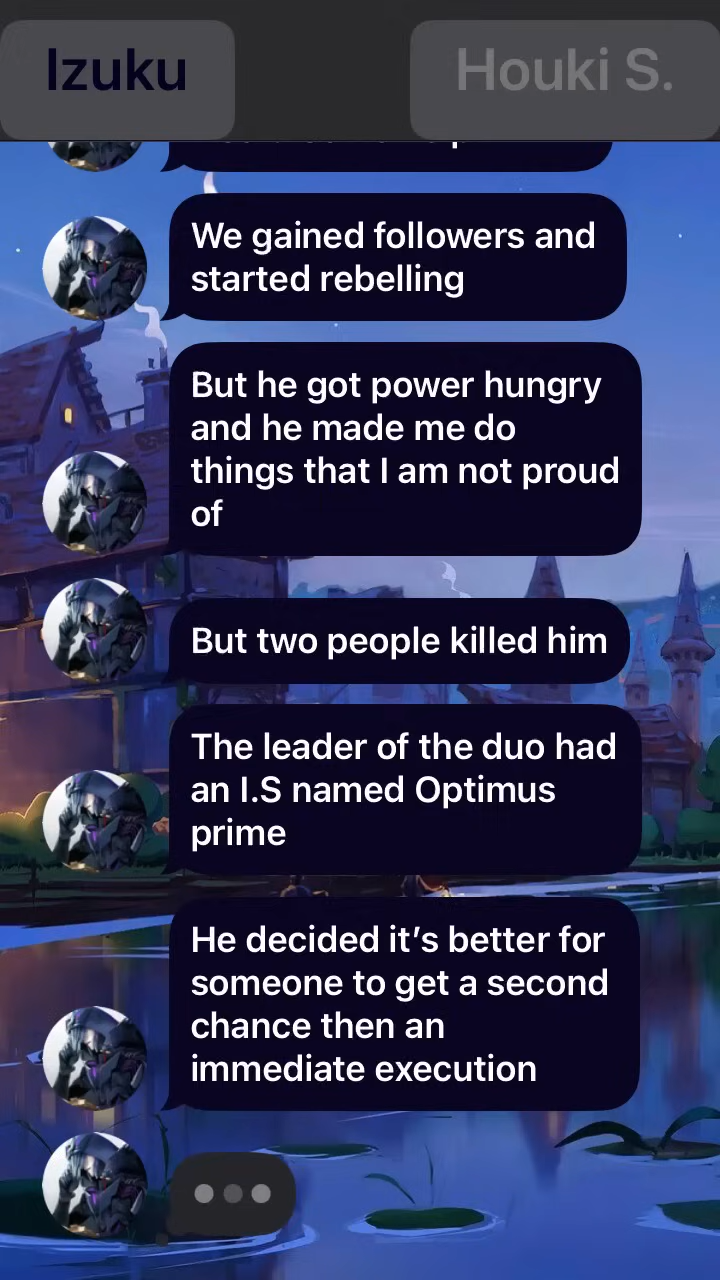 Izuku
Houki S.
We gained followers and
started rebelling
But he got power hungry
and he made me do
things that I am not proud
of
But two people killed him
The leader of the duo had
an I.S named Optimus
prime
He decided it’s better for
someone to get a second
chance then an
immediate execution